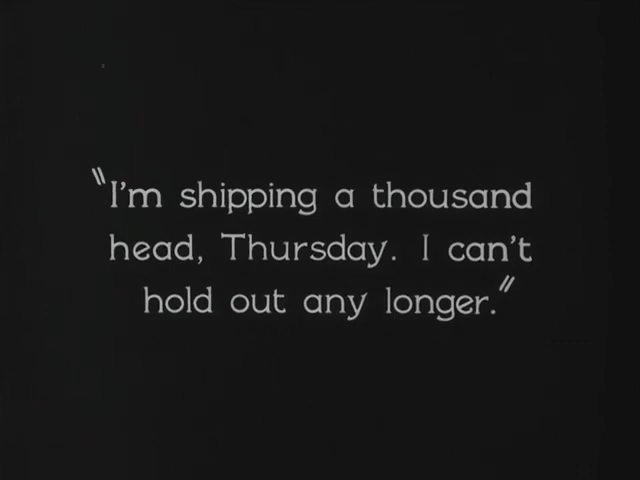 "I'm shipping a thousand
head, Thursday. I can't
hold out any longer."